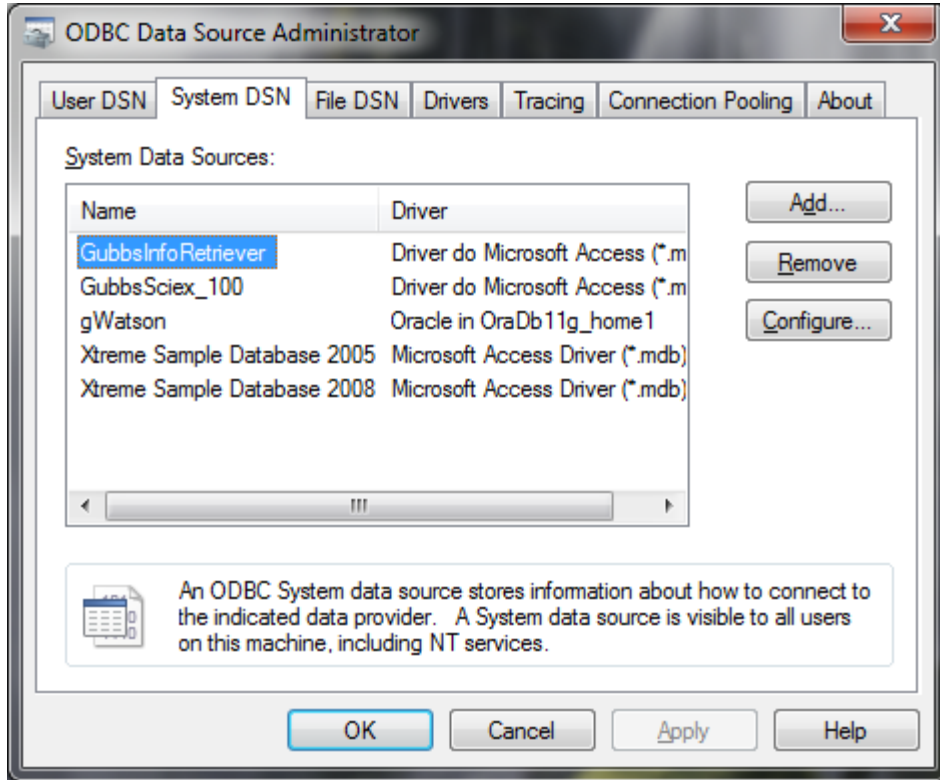 ODBC Data Source Administrator
User DSN System DSN File DSN Drivers Tracing Connection Pooling About
System Data Sources:
Name Driver
GubbsInfoRetriever Driver do Microsoft Access (*.m
GubbsSciex_100 Driver do Microsoft Access (*.m
gWatson Oracle in OraDb11g_home1
Xtreme Sample Database 2005 Microsoft Access Driver (*.mdb)
Xtreme Sample Database 2008 Microsoft Access Driver (*.mdb)
Add...
Remove
Configure...
An ODBC System data source stores information about how to connect to
the indicated data provider. A System data source is visible to all users
on this machine, including NT services.
OK Cancel Apply Help